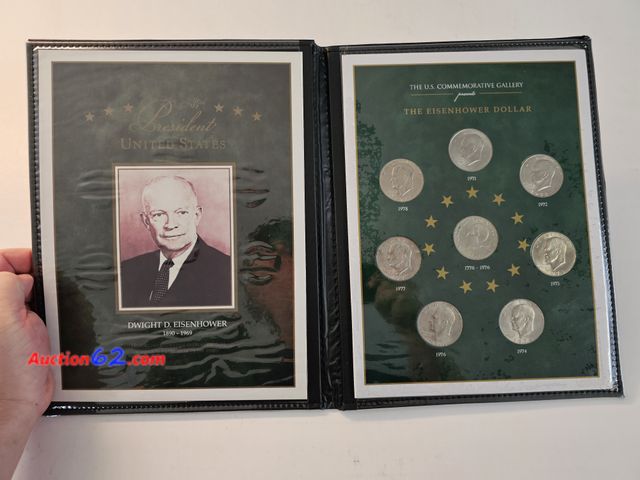 President
UNITED STATES
DWIGHT D. EISENHOWER
1890 - 1969
Auction62.com
THE U.S. COMMEMORATIVE GALLERY
presents
THE EISENHOWER DOLLAR
1971
1978
1972
1776 - 1976
1977
1973
1976
1974